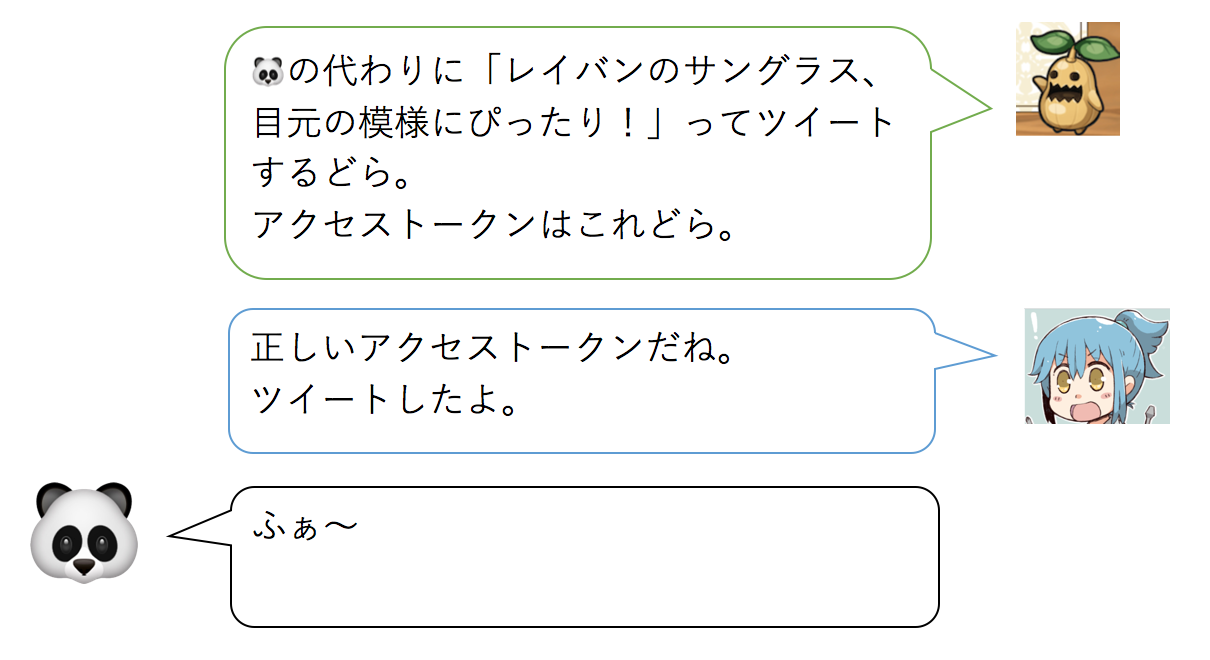 🐼の代わりに「レイバンのサングラス、
目元の模様にぴったり！」ってツイート
するどら。
アクセストークンはこれどら。
正しいアクセストークンだね。
ツイートしたよ。
！
ふぁ～